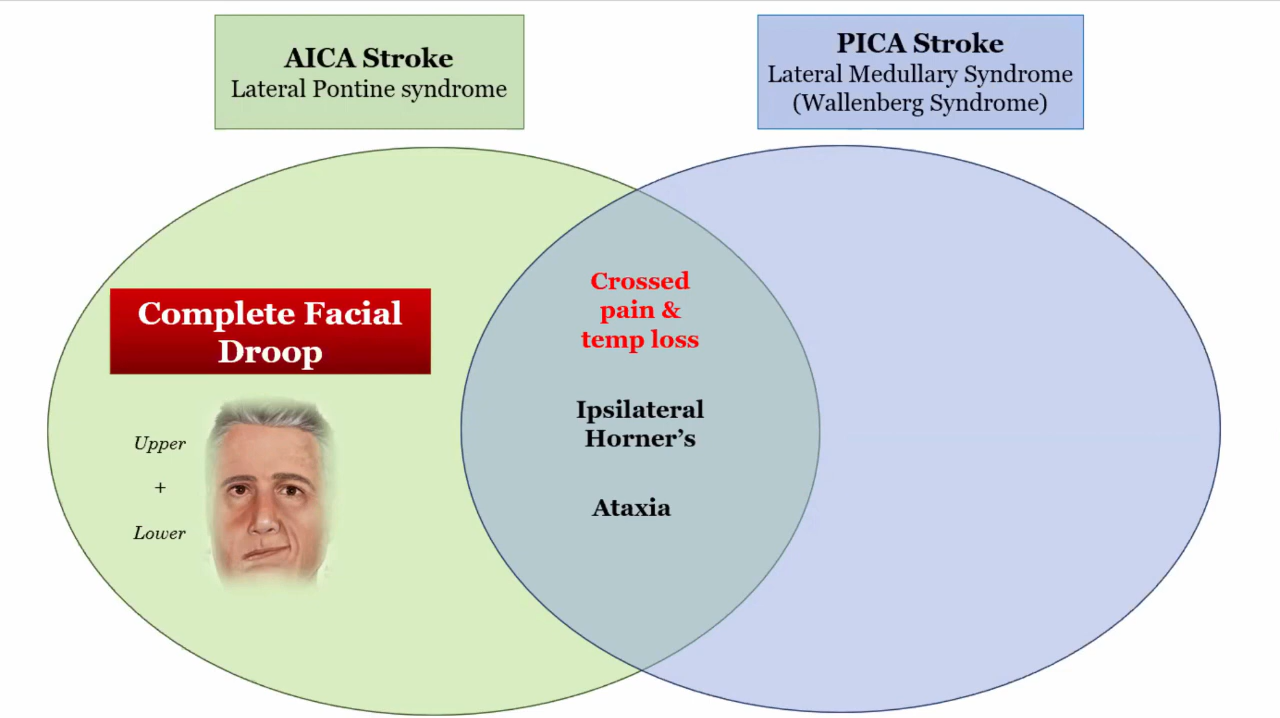 AICA Stroke
Lateral Pontine syndrome
PICA Stroke
Lateral Medullary Syndrome
(Wallenberg Syndrome)
Complete Facial
Droop
Upper
+
Lower
Crossed
pain &
temp loss
Ipsilateral
Horner’s
Ataxia